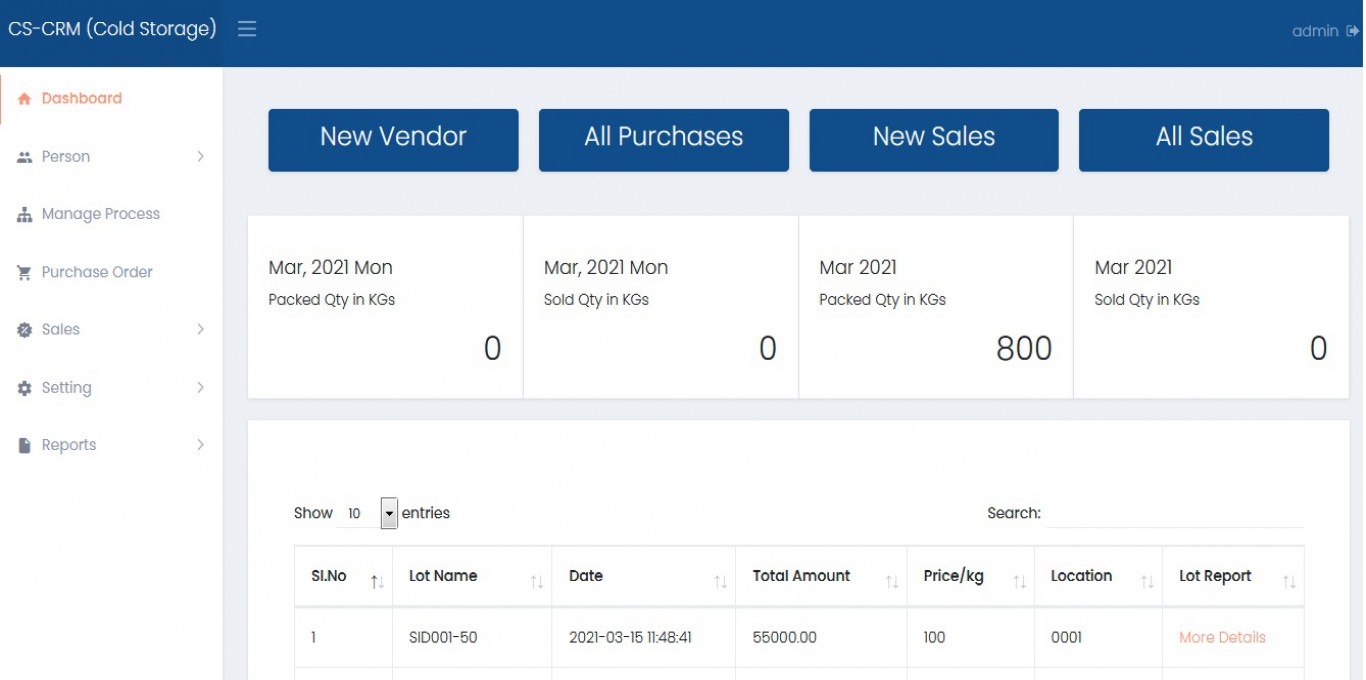 CS-CRM (Cold Storage)
admin
Dashboard
Person
Manage Process
Purchase Order
Sales
Setting
Reports
New Vendor
All Purchases
New Sales
All Sales
Mar, 2021 Mon
Packed Qty in KGs
0
Mar, 2021 Mon
Sold Qty in KGs
0
Mar 2021
Packed Qty in KGs
800
Mar 2021
Sold Qty in KGs
0
Show 10 entries
Search:
Sl.No Lot Name Date Total Amount Price/kg Location Lot Report
1 SID001-50 2021-03-15 11:48:41 55000.00 100 0001 More Details